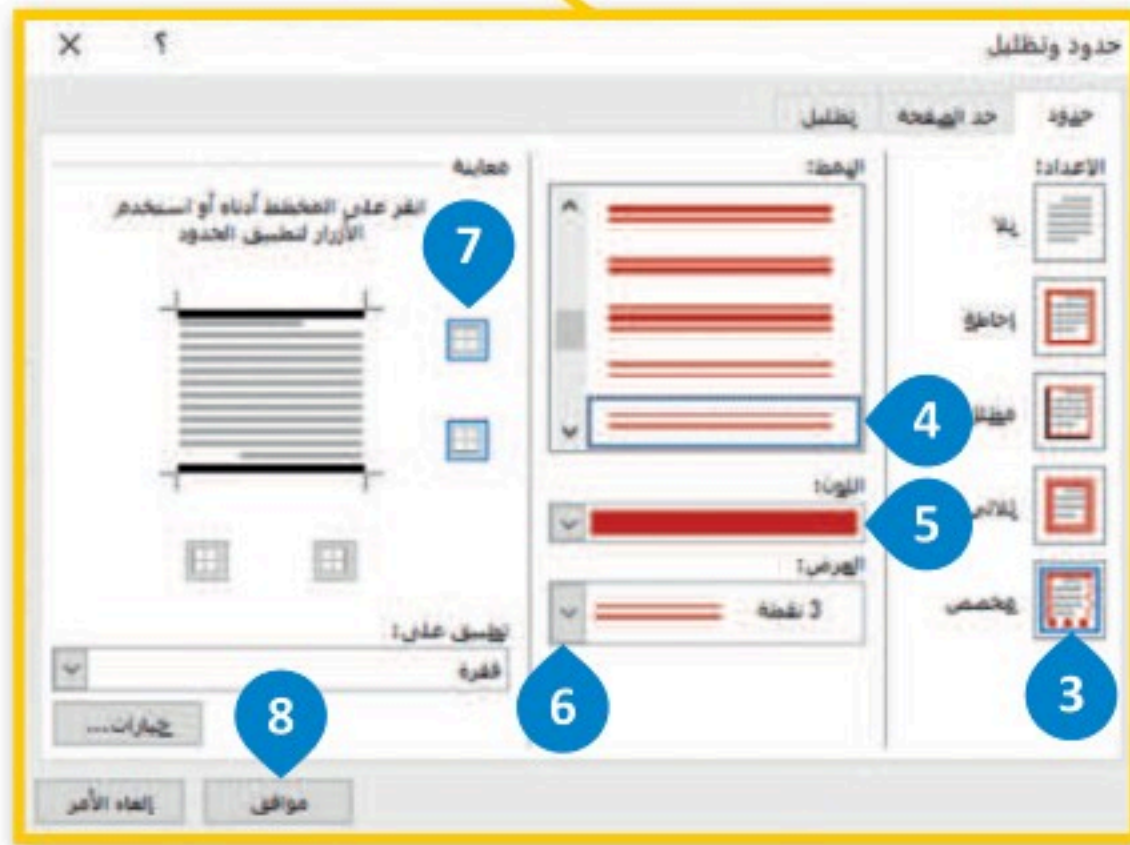 حدود وتظليل
؟ ×
حدود حد الصفحة تظليل
الإعداد:
بلا
إحاطة
ثلاثي
مخصص
3
النمط:
4
اللون:
5
العرض:
3 نقطة
6
معاينة
انقر على المخطط أدناه أو استخدم
الأزرار لتطبيق الحدود
7
تطبيق على:
فقرة
خيارات...
8
موافق
إلغاء الأمر